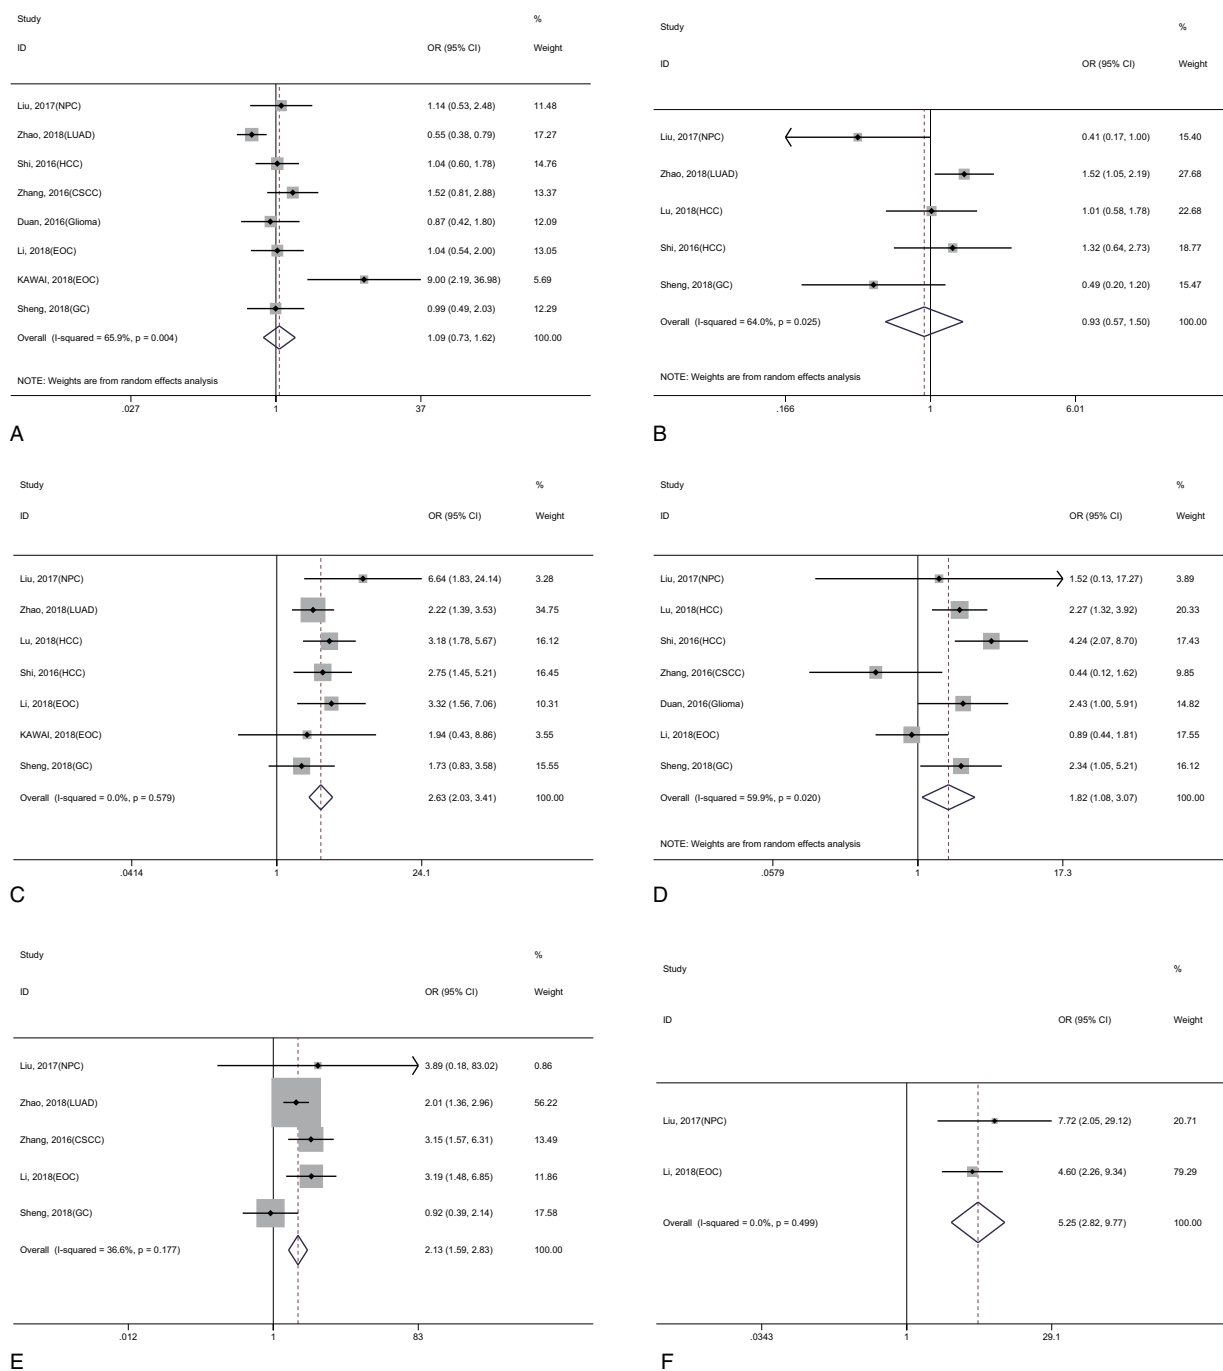 Study %
ID OR (95% CI) Weight
Liu, 2017(NPC) 1.14 (0.53, 2.48) 11.48
Zhao, 2018(LUAD) 0.55 (0.38, 0.79) 17.27
Shi, 2016(HCC) 1.04 (0.60, 1.78) 14.76
Zhang, 2016(CSCC) 1.52 (0.81, 2.88) 13.37
Duan, 2016(Glioma) 0.87 (0.42, 1.80) 12.09
Li, 2018(EOC) 1.04 (0.54, 2.00) 13.05
KAWAI, 2018(EOC) 9.00 (2.19, 36.98) 5.69
Sheng, 2018(GC) 0.99 (0.49, 2.03) 12.29
Overall (I-squared = 65.9%, p = 0.004) 1.09 (0.73, 1.62) 100.00
NOTE: Weights are from random effects analysis
.027 1 37
A
Study %
ID OR (95% CI) Weight
Liu, 2017(NPC) 0.41 (0.17, 1.00) 15.40
Zhao, 2018(LUAD) 1.52 (1.05, 2.19) 27.68
Lu, 2018(HCC) 1.01 (0.58, 1.78) 22.68
Shi, 2016(HCC) 1.32 (0.64, 2.73) 18.77
Sheng, 2018(GC) 0.49 (0.20, 1.20) 15.47
Overall (I-squared = 64.0%, p = 0.025) 0.93 (0.57, 1.50) 100.00
NOTE: Weights are from random effects analysis
.166 1 6.01
B
Study %
ID OR (95% CI) Weight
Liu, 2017(NPC) 6.64 (1.83, 24.14) 3.28
Zhao, 2018(LUAD) 2.22 (1.39, 3.53) 34.75
Lu, 2018(HCC) 3.18 (1.78, 5.67) 16.12
Shi, 2016(HCC) 2.75 (1.45, 5.21) 16.45
Li, 2018(EOC) 3.32 (1.56, 7.06) 10.31
KAWAI, 2018(EOC) 1.94 (0.43, 8.86) 3.55
Sheng, 2018(GC) 1.73 (0.83, 3.58) 15.55
Overall (I-squared = 0.0%, p = 0.579) 2.63 (2.03, 3.41) 100.00
.0414 1 24.1
C
Study %
ID OR (95% CI) Weight
Liu, 2017(NPC) 1.52 (0.13, 17.27) 3.89
Lu, 2018(HCC) 2.27 (1.32, 3.92) 20.33
Shi, 2016(HCC) 4.24 (2.07, 8.70) 17.43
Zhang, 2016(CSCC) 0.44 (0.12, 1.62) 9.85
Duan, 2016(Glioma) 2.43 (1.00, 5.91) 14.82
Li, 2018(EOC) 0.89 (0.44, 1.81) 17.55
Sheng, 2018(GC) 2.34 (1.05, 5.21) 16.12
Overall (I-squared = 59.9%, p = 0.020) 1.82 (1.08, 3.07) 100.00
NOTE: Weights are from random effects analysis
.0579 1 17.3
D
Study %
ID OR (95% CI) Weight
Liu, 2017(NPC) 3.89 (0.18, 83.02) 0.86
Zhao, 2018(LUAD) 2.01 (1.36, 2.96) 56.22
Zhang, 2016(CSCC) 3.15 (1.57, 6.31) 13.49
Li, 2018(EOC) 3.19 (1.48, 6.85) 11.86
Sheng, 2018(GC) 0.92 (0.39, 2.14) 17.58
Overall (I-squared = 36.6%, p = 0.177) 2.13 (1.59, 2.83) 100.00
.012 1 83
E
Study %
ID OR (95% CI) Weight
Liu, 2017(NPC) 7.72 (2.05, 29.12) 20.71
Li, 2018(EOC) 4.60 (2.26, 9.34) 79.29
Overall (I-squared = 0.0%, p = 0.499) 5.25 (2.82, 9.77) 100.00
.0343 1 29.1
F